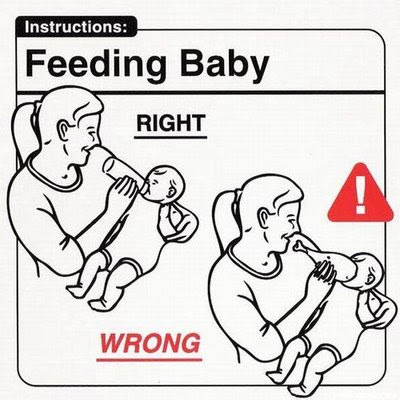 Instructions:
Feeding Baby
RIGHT
!
WRONG